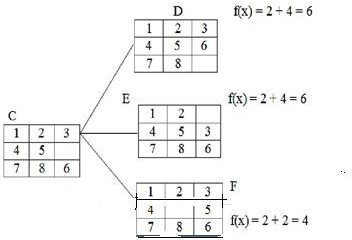 D
f(x) = 2 + 4 = 6
1 2
4 5 6
7 8
E
f(x) = 2 + 4 = 6
1 2
4 5 3
7 8 6
C
1 2 3
4 5
7 8 6
F
1 2 3
4 5
7 8 6
f(x) = 2 + 2 = 4